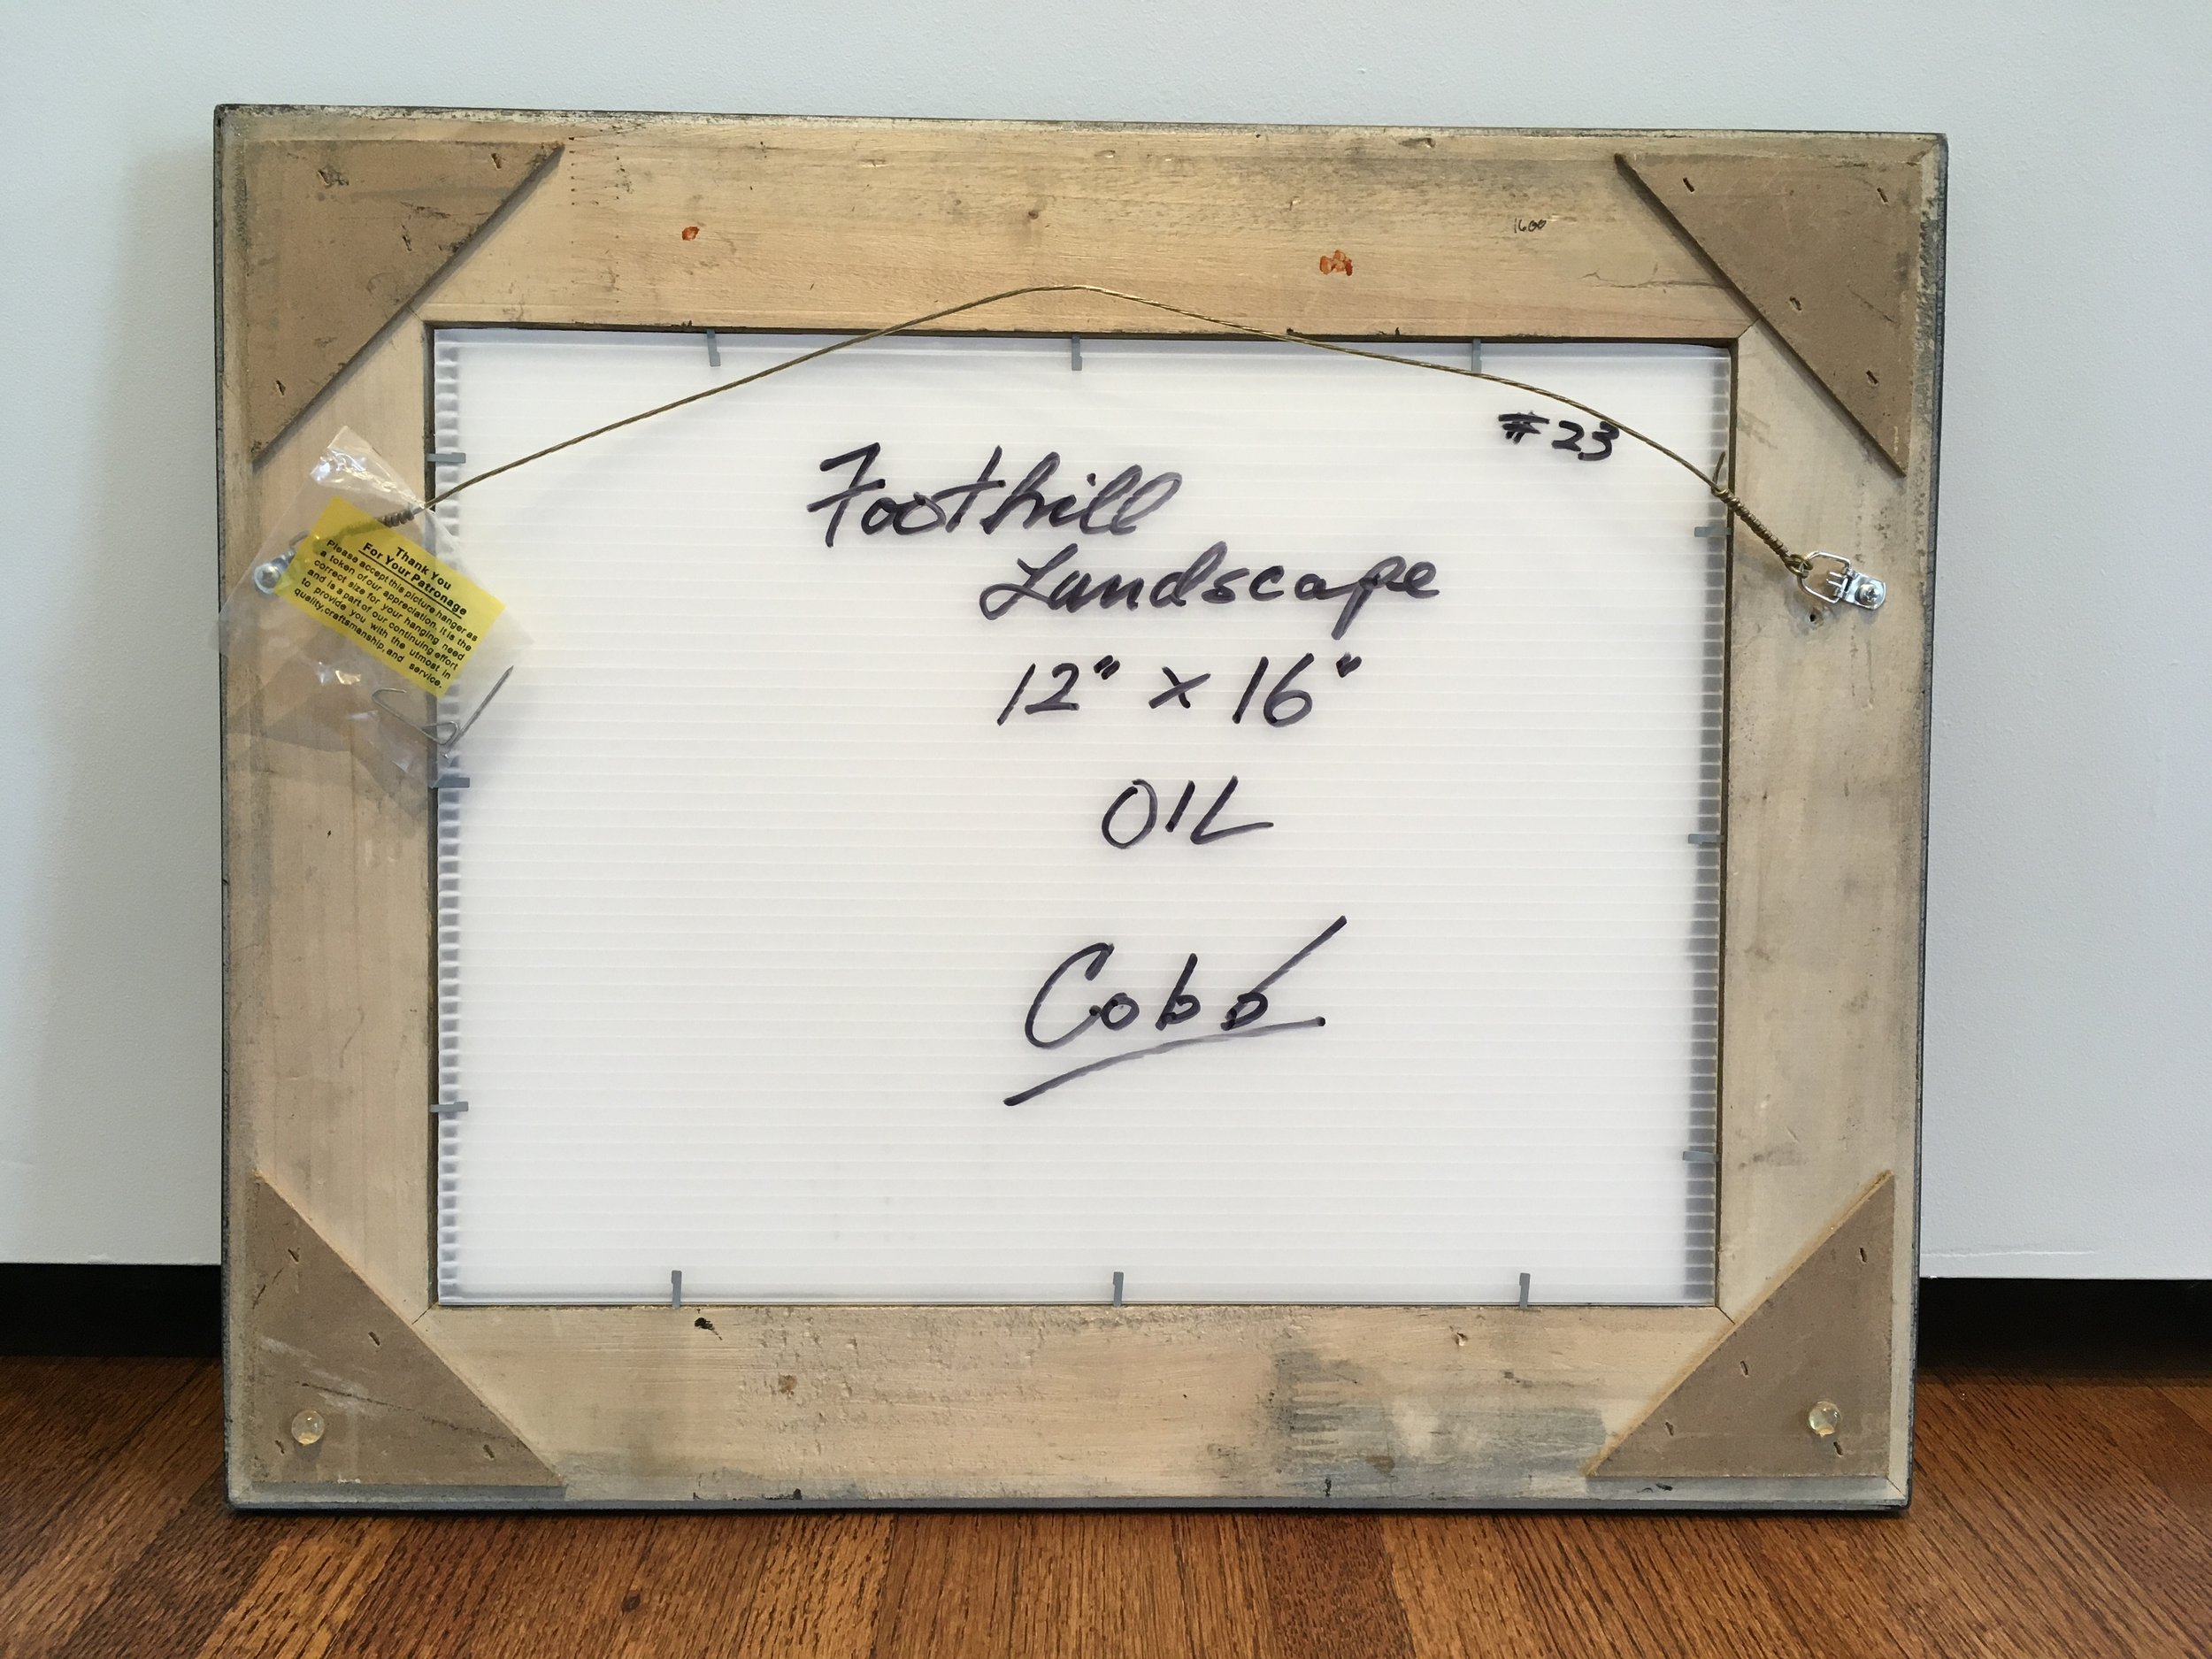 1600
#23
Foothill
Landscape
12" x 16"
OIL
Cobo
Thank You
For Your Patronage
Please accept this picture hanger as
a token of our appreciation. It is the
correct size for your hanging need
and is a part of our continuing effort
to provide you with the utmost in
quality, craftsmanship, and service.